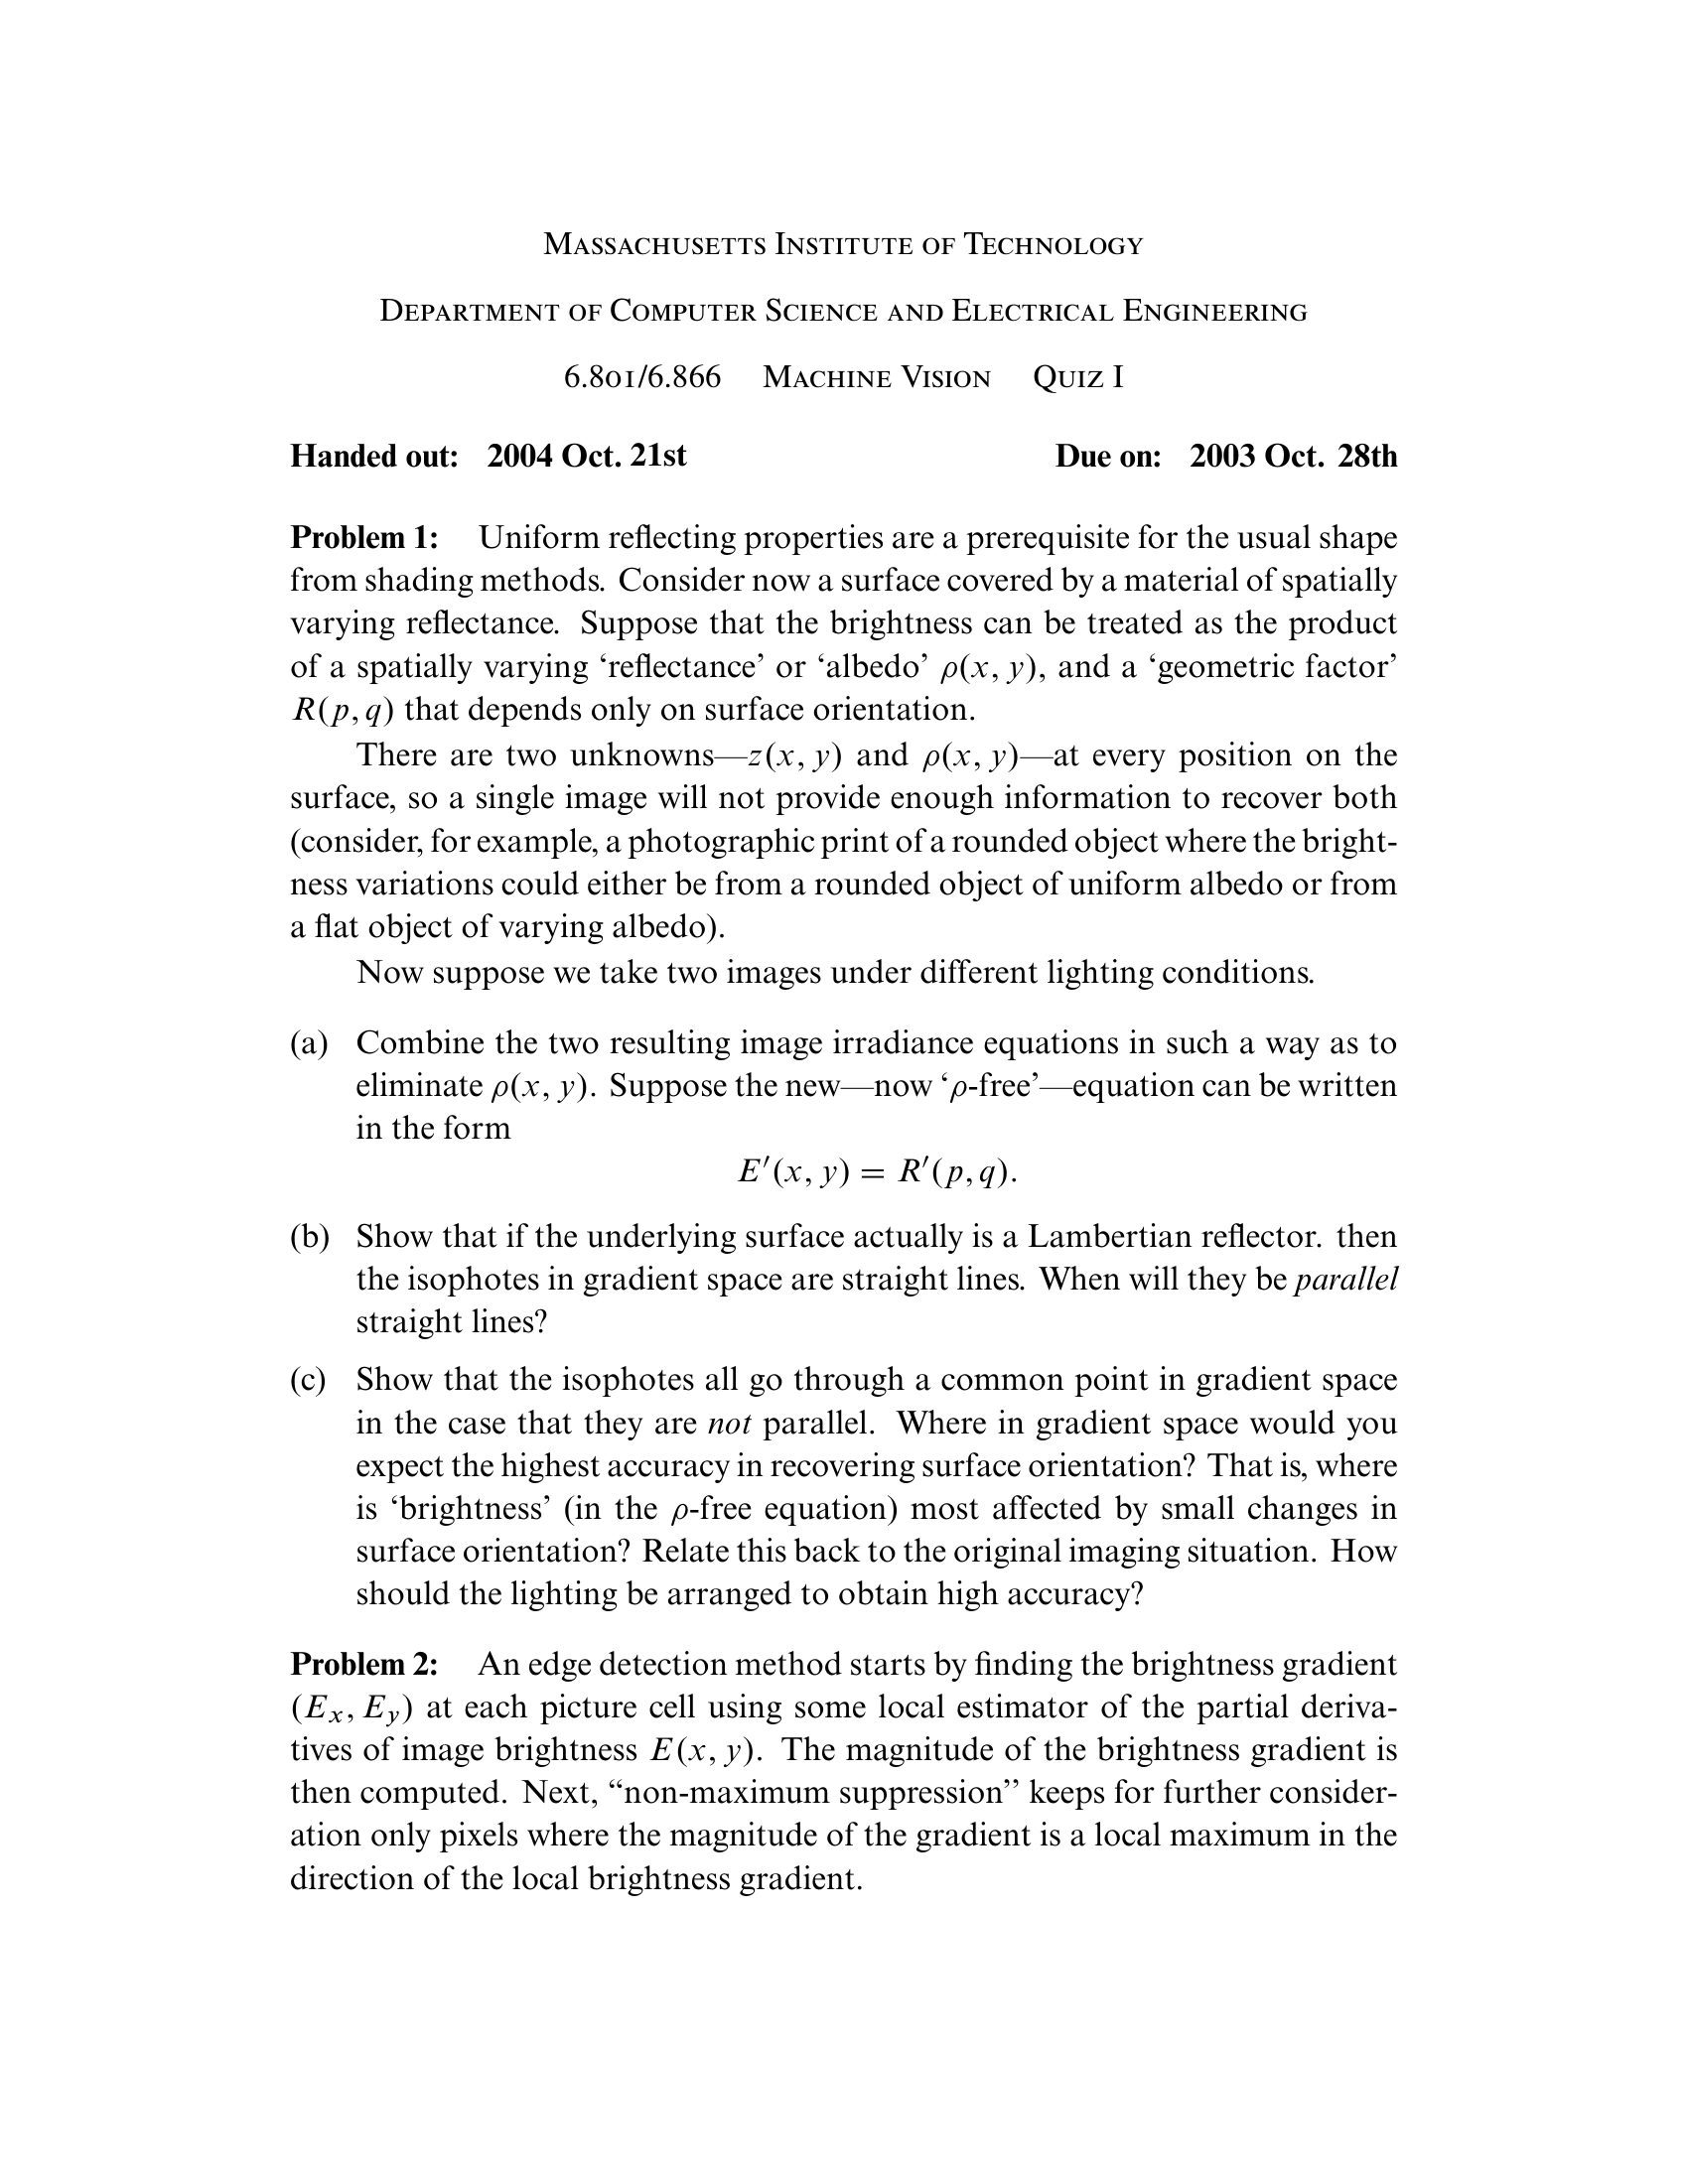 Massachusetts Institute of Technology
Department of Computer Science and Electrical Engineering
6.801/6.866 Machine Vision Quiz I
Handed out: 2004 Oct. 21st Due on: 2003 Oct. 28th
Problem 1: Uniform reflecting properties are a prerequisite for the usual shape
from shading methods. Consider now a surface covered by a material of spatially
varying reflectance. Suppose that the brightness can be treated as the product
of a spatially varying ‘reflectance’ or ‘albedo’ ρ(x, y), and a ‘geometric factor’
R(p, q) that depends only on surface orientation.
There are two unknowns—z(x, y) and ρ(x, y)—at every position on the
surface, so a single image will not provide enough information to recover both
(consider, for example, a photographic print of a rounded object where the bright-
ness variations could either be from a rounded object of uniform albedo or from
a flat object of varying albedo).
Now suppose we take two images under different lighting conditions.
(a) Combine the two resulting image irradiance equations in such a way as to
eliminate ρ(x, y). Suppose the new—now ‘ρ-free’—equation can be written
in the form
E′(x, y) = R′(p, q).
(b) Show that if the underlying surface actually is a Lambertian reflector. then
the isophotes in gradient space are straight lines. When will they be parallel
straight lines?
(c) Show that the isophotes all go through a common point in gradient space
in the case that they are not parallel. Where in gradient space would you
expect the highest accuracy in recovering surface orientation? That is, where
is ‘brightness’ (in the ρ-free equation) most affected by small changes in
surface orientation? Relate this back to the original imaging situation. How
should the lighting be arranged to obtain high accuracy?
Problem 2: An edge detection method starts by finding the brightness gradient
(Eₓ, E_y) at each picture cell using some local estimator of the partial deriva-
tives of image brightness E(x, y). The magnitude of the brightness gradient is
then computed. Next, “non-maximum suppression” keeps for further consider-
ation only pixels where the magnitude of the gradient is a local maximum in the
direction of the local brightness gradient.